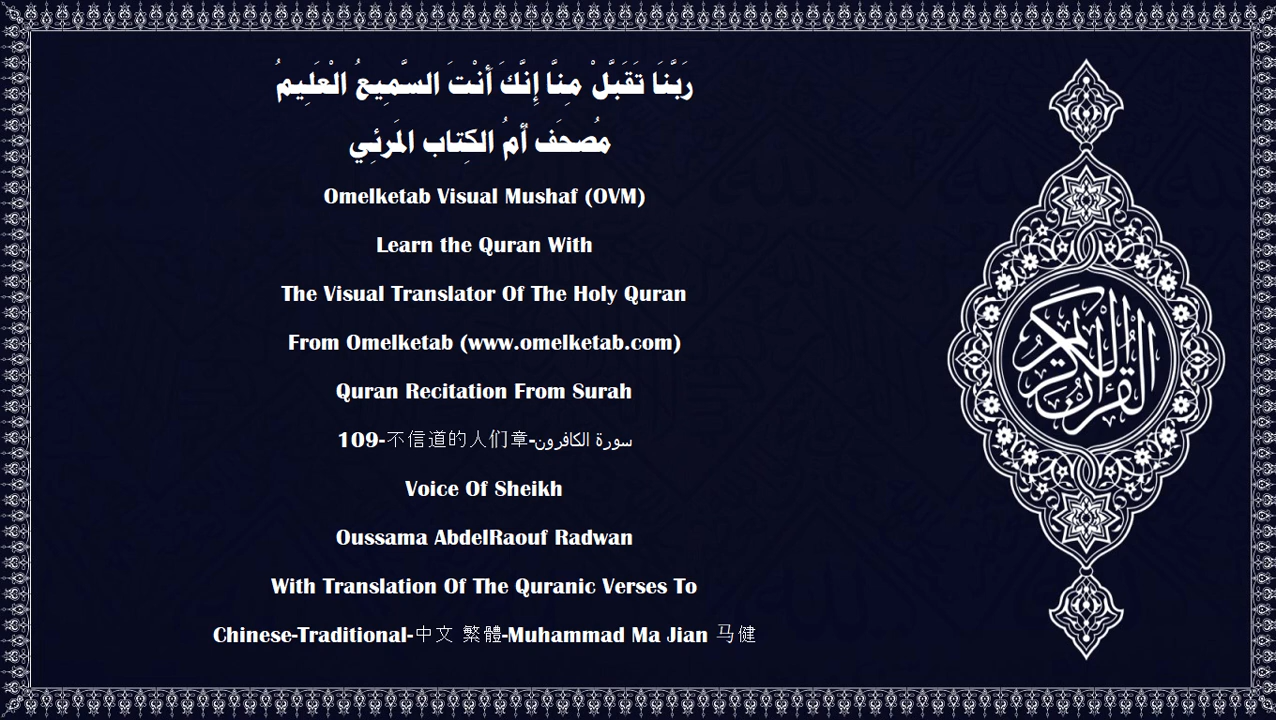 رَبَّنَا تَقَبَّلْ مِنَّا إِنَّكَ أَنْتَ السَّمِيعُ الْعَلِيمُ
مُصحَف أمُ الكِتاب المَرئِي
Omelketab Visual Mushaf (OVM)
Learn the Quran With
The Visual Translator Of The Holy Quran
From Omelketab (www.omelketab.com)
Quran Recitation From Surah
109-不信道的人们章-سورة الكافرون
Voice Of Sheikh
Oussama AbdelRaouf Radwan
With Translation Of The Quranic Verses To
Chinese-Traditional-中文 繁體-Muhammad Ma Jian 马健
القرآن الكريم